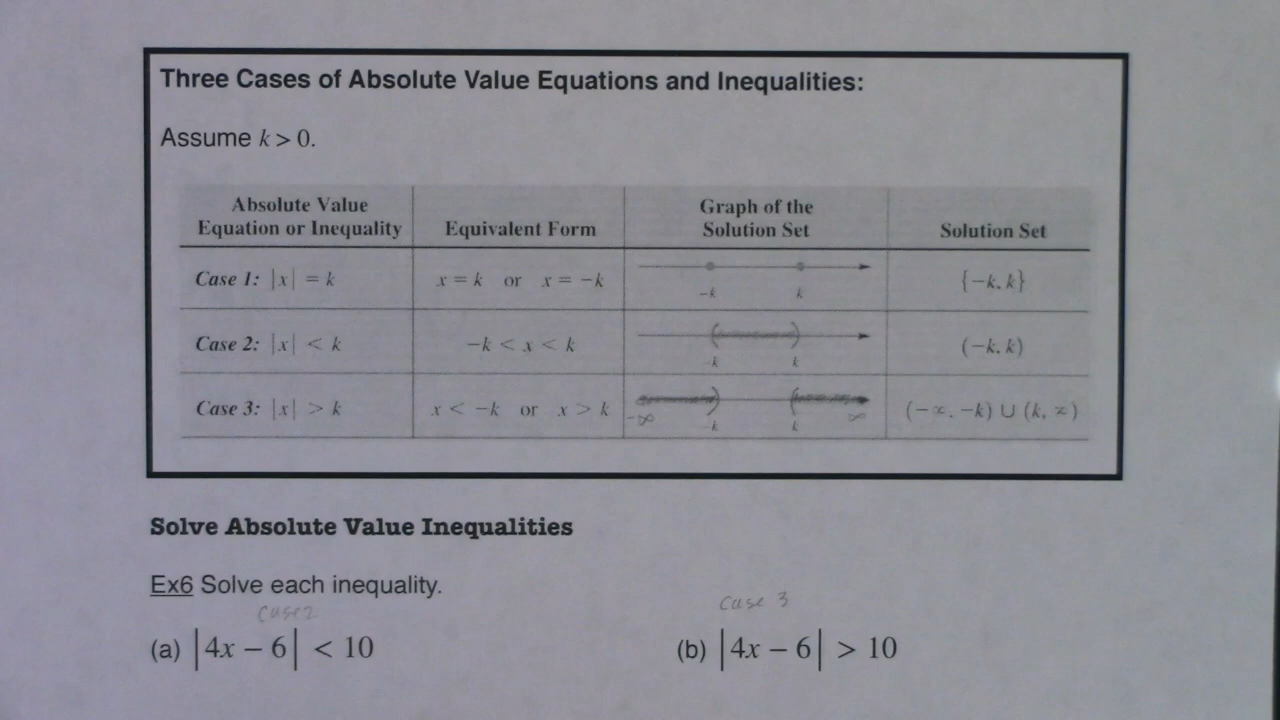 Three Cases of Absolute Value Equations and Inequalities:
Assume k > 0.
Absolute Value Equation or Inequality Equivalent Form Graph of the Solution Set Solution Set
Case 1: |x| = k x = k or x = −k −k k {−k, k}
Case 2: |x| < k −k < x < k ( ) −k k (−k, k)
Case 3: |x| > k x < −k or x > k ) ( −∞ −k k ∞ (−∞, −k) ∪ (k, ∞)
Solve Absolute Value Inequalities
Ex6 Solve each inequality.
case 2 case 3
(a) |4x − 6| < 10 (b) |4x − 6| > 10